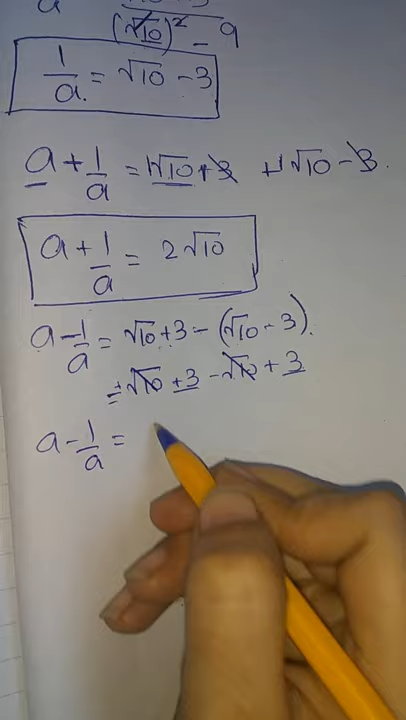 (√10)² - 9
1/a = √10 - 3
a + 1/a = √10 + 3 + √10 - 3.
a + 1/a = 2√10
a - 1/a = √10 + 3 - (√10 - 3).
= +√10 + 3 - √10 + 3
a - 1/a =